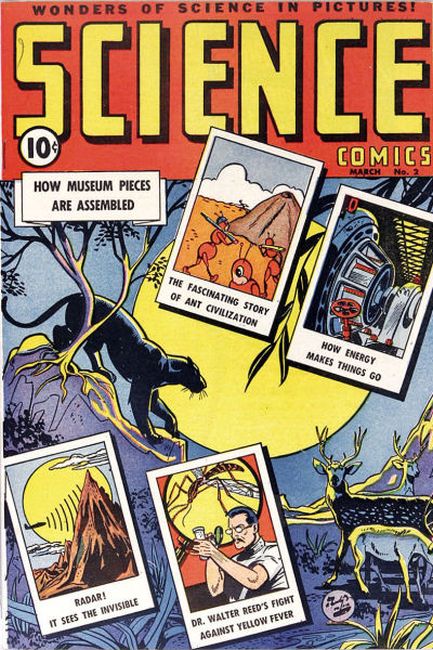 WONDERS OF SCIENCE IN PICTURES!
SCIENCE
COMICS
10¢
MARCH No. 2
HOW MUSEUM PIECES
ARE ASSEMBLED
THE FASCINATING STORY
OF ANT CIVILIZATION
HOW ENERGY
MAKES THINGS GO
RADAR!
IT SEES THE INVISIBLE
DR. WALTER REED'S FIGHT
AGAINST YELLOW FEVER